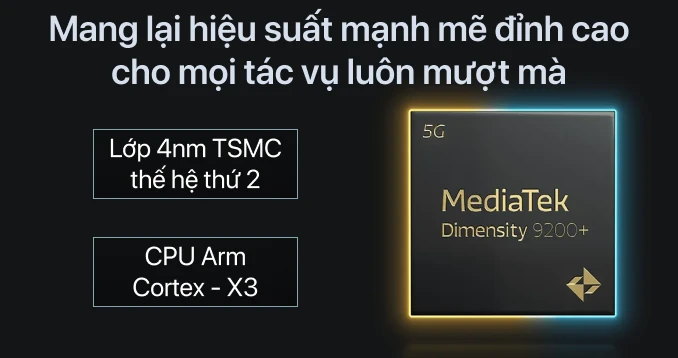 Mang lại hiệu suất mạnh mẽ đỉnh cao
cho mọi tác vụ luôn mượt mà
Lớp 4nm TSMC
thế hệ thứ 2
CPU Arm
Cortex - X3
5G
MediaTek
Dimensity 9200+